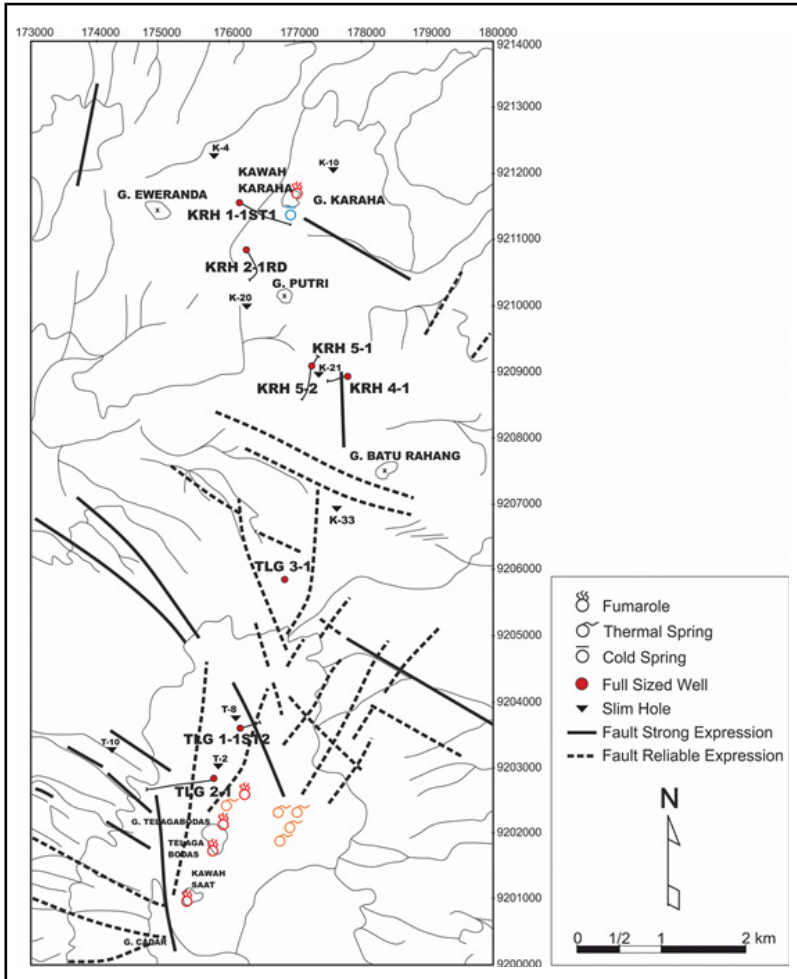 173000 174000 175000 176000 177000 178000 179000 180000
9214000
9213000
K-4
K-10
9212000
KAWAH
KARAHA
G. EWERANDA
G. KARAHA
KRH 1-1ST1
9211000
KRH 2-1RD
G. PUTRI
K-20
9210000
KRH 5-1
K-21
9209000
KRH 5-2
KRH 4-1
9208000
G. BATU RAHANG
9207000
K-33
TLG 3-1
9206000
9205000
9204000
T-8
TLG 1-1ST2
T-10
T-2
9203000
TLG 2-1
G. TELAGABODAS
9202000
TELAGA
BODAS
KAWAH
SAAT
9201000
G. CADAR
9200000
Fumarole
Thermal Spring
Cold Spring
Full Sized Well
Slim Hole
Fault Strong Expression
Fault Reliable Expression
N
0 1/2 1 2 km